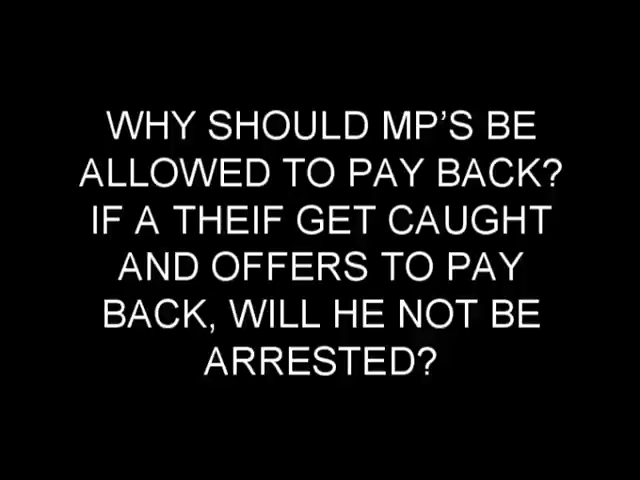 WHY SHOULD MP’S BE
ALLOWED TO PAY BACK?
IF A THEIF GET CAUGHT
AND OFFERS TO PAY
BACK, WILL HE NOT BE
ARRESTED?